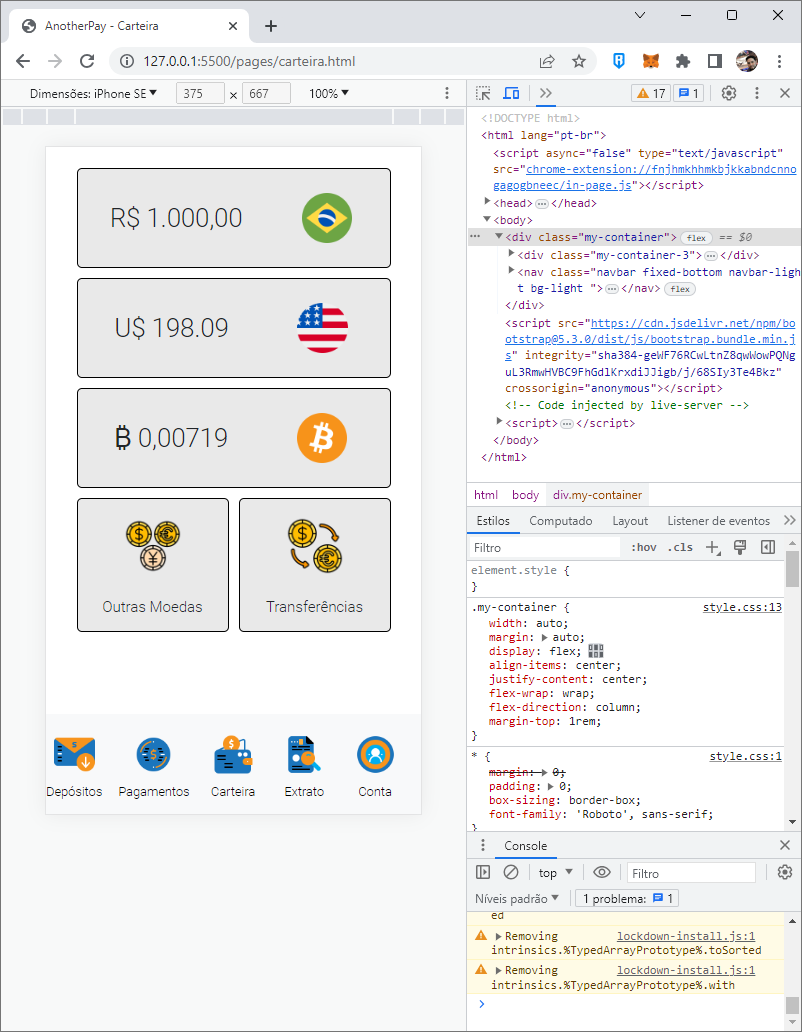 AnotherPay - Carteira
127.0.0.1:5500/pages/carteira.html
Dimensões: iPhone SE
375 × 667
100%
17
1
R$ 1.000,00
U$ 198.09
฿ 0,00719
Outras Moedas
Transferências
Depósitos
Pagamentos
Carteira
Extrato
Conta
<!DOCTYPE html>
<html lang="pt-br">
<script async="false" type="text/javascript"
src="chrome-extension://fnjhmkhhmkbjkkabndcnno
gagogbneec/in-page.js"></script>
<head>…</head>
<body>
<div class="my-container"> flex == $0
<div class="my-container-3">…</div>
<nav class="navbar fixed-bottom navbar-ligh
t bg-light ">…</nav> flex
</div>
<script src="https://cdn.jsdelivr.net/npm/bo
otstrap@5.3.0/dist/js/bootstrap.bundle.min.j
s" integrity="sha384-geWF76RCwLtnZ8qwWowPQNg
uL3RmwHVBC9FhGdlKrxdiJJigb/j/68SIy3Te4Bkz"
crossorigin="anonymous"></script>
<!-- Code injected by live-server -->
<script>…</script>
</body>
</html>
html body div.my-container
Estilos Computado Layout Listener de eventos
Filtro :hov .cls
element.style {
}
.my-container { style.css:13
width: auto;
margin: auto;
display: flex;
align-items: center;
justify-content: center;
flex-wrap: wrap;
flex-direction: column;
margin-top: 1rem;
}
* { style.css:1
margin: 0;
padding: 0;
box-sizing: border-box;
font-family: 'Roboto', sans-serif;
}
Console
top Filtro
Níveis padrão 1 problema: 1
ed
Removing lockdown-install.js:1
intrinsics.%TypedArrayPrototype%.toSorted
Removing lockdown-install.js:1
intrinsics.%TypedArrayPrototype%.with